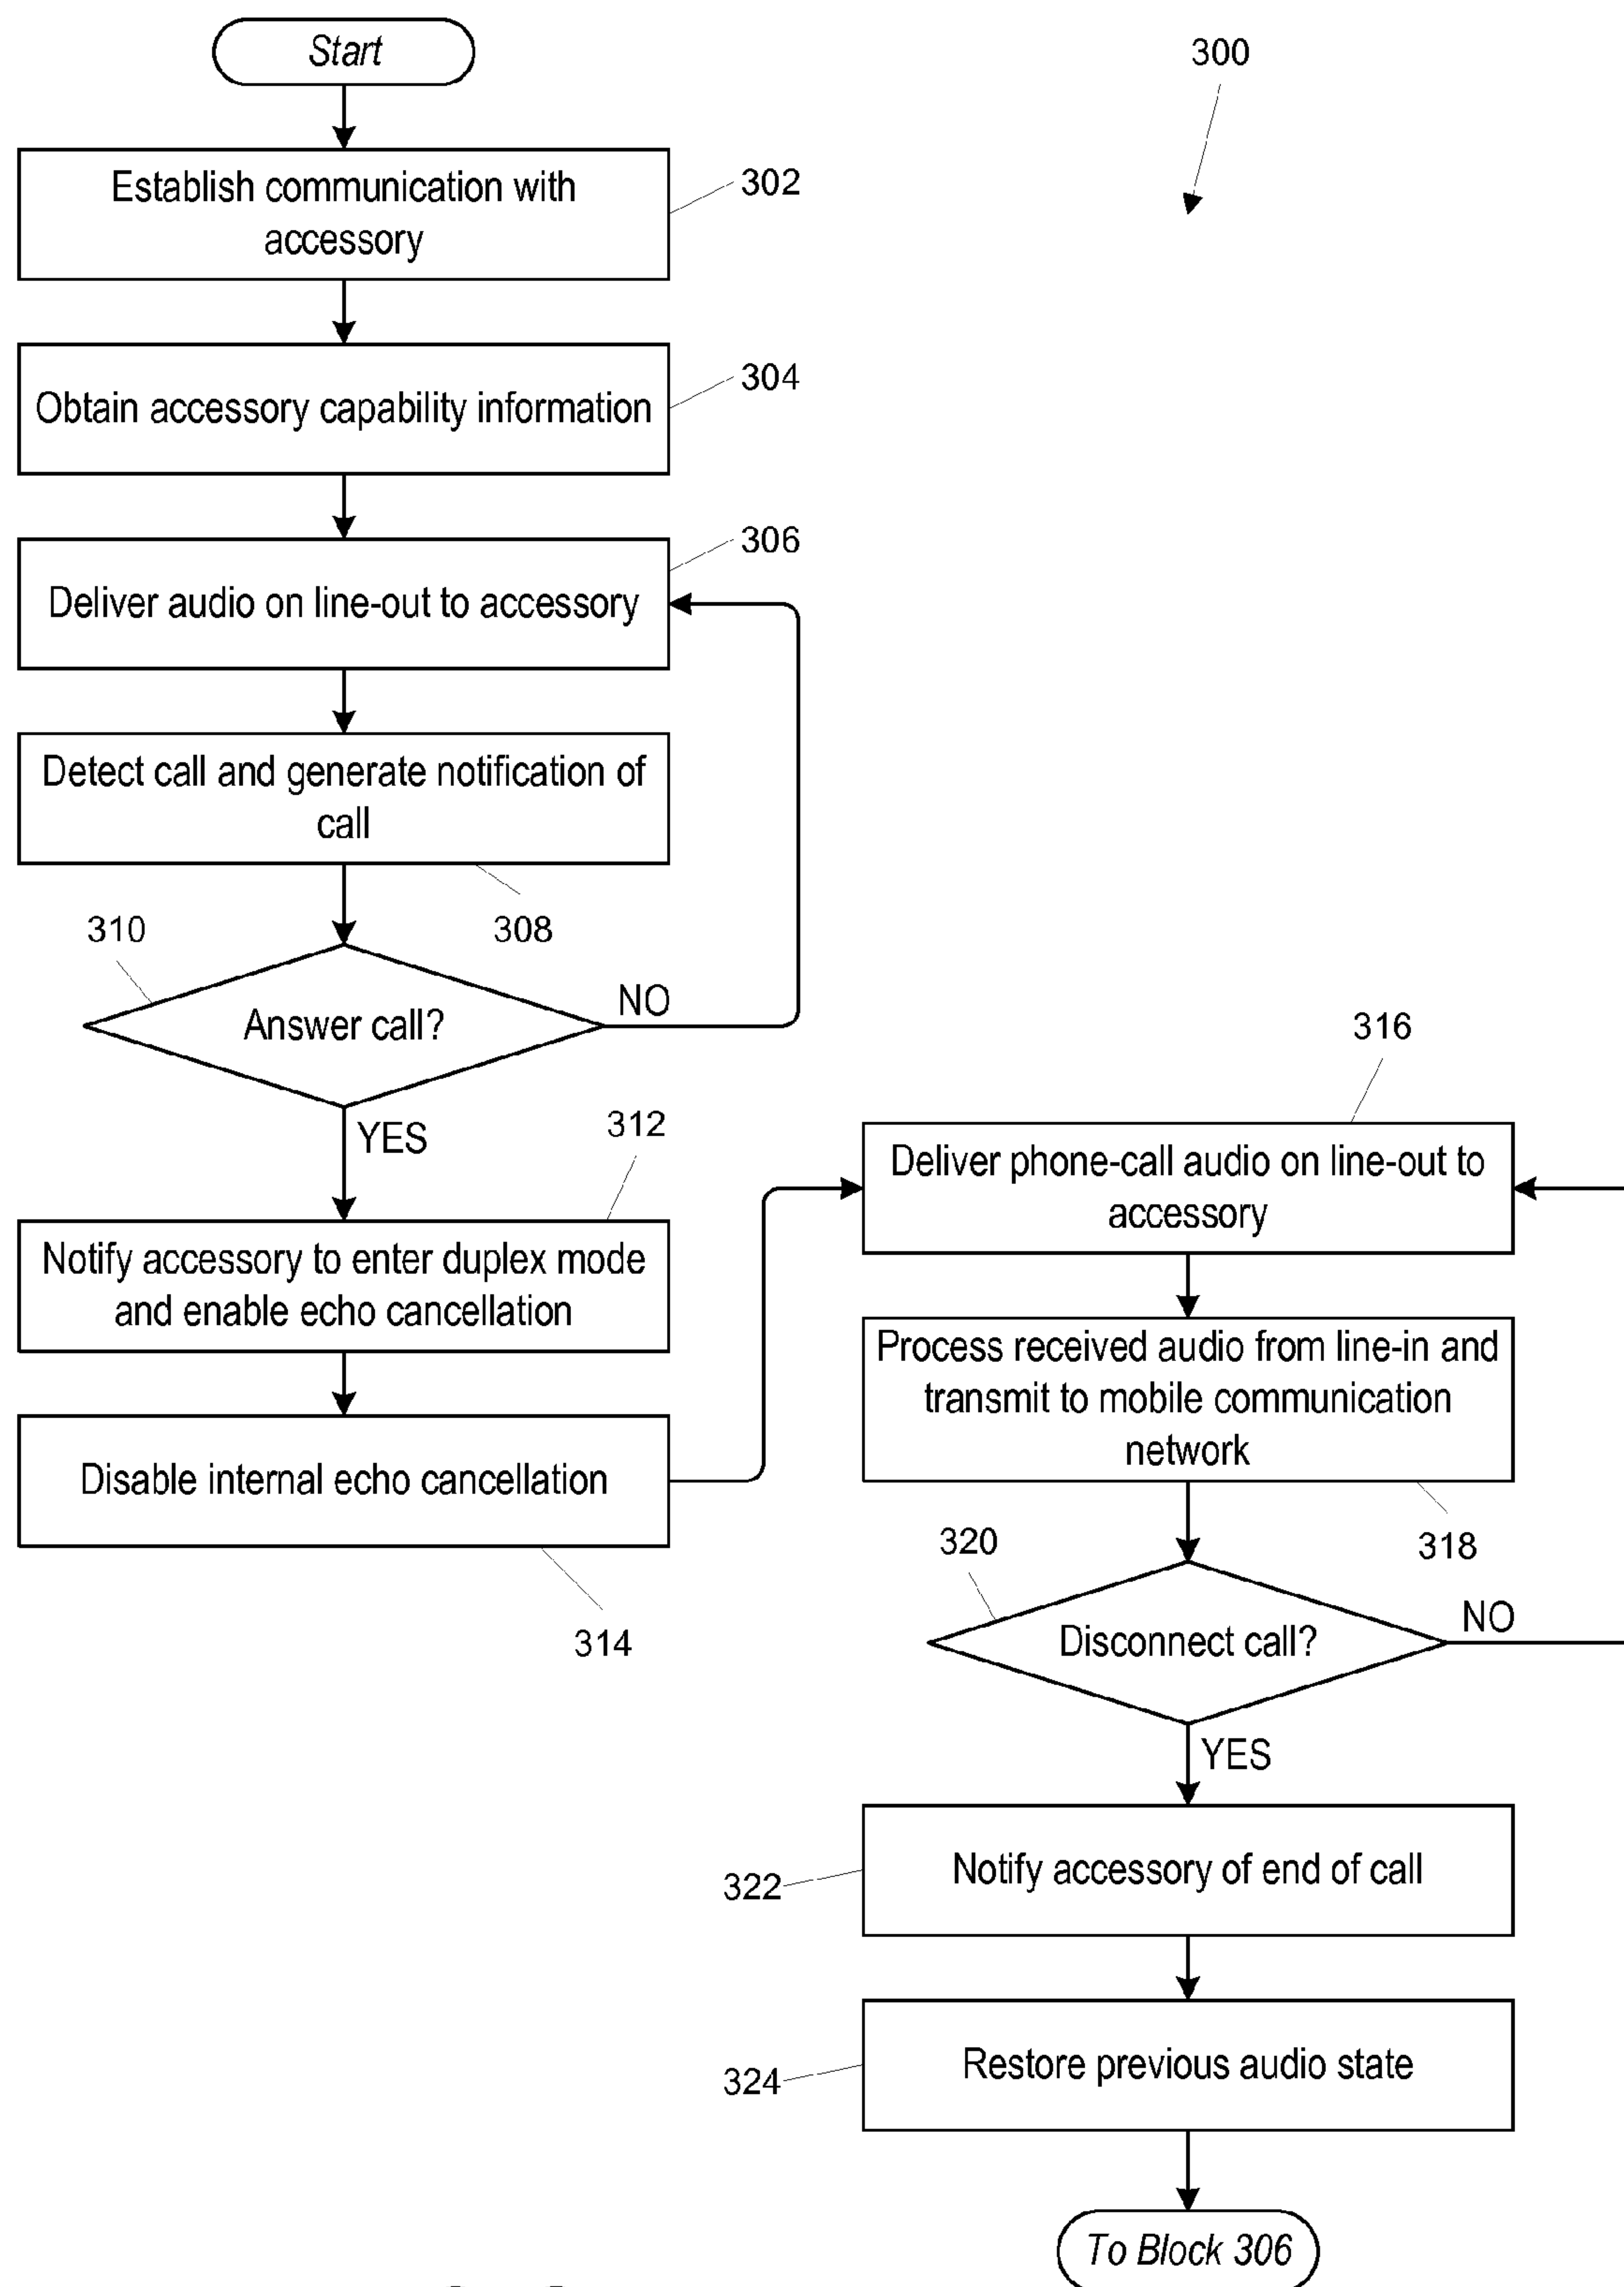 Start
300
Establish communication with
accessory
302
Obtain accessory capability information
304
306
Deliver audio on line-out to accessory
Detect call and generate notification of
call
310
308
Answer call?
NO
YES
312
Notify accessory to enter duplex mode
and enable echo cancellation
Disable internal echo cancellation
314
316
Deliver phone-call audio on line-out to
accessory
Process received audio from line-in and
transmit to mobile communication
network
320
318
Disconnect call?
NO
YES
Notify accessory of end of call
322
Restore previous audio state
324
To Block 306